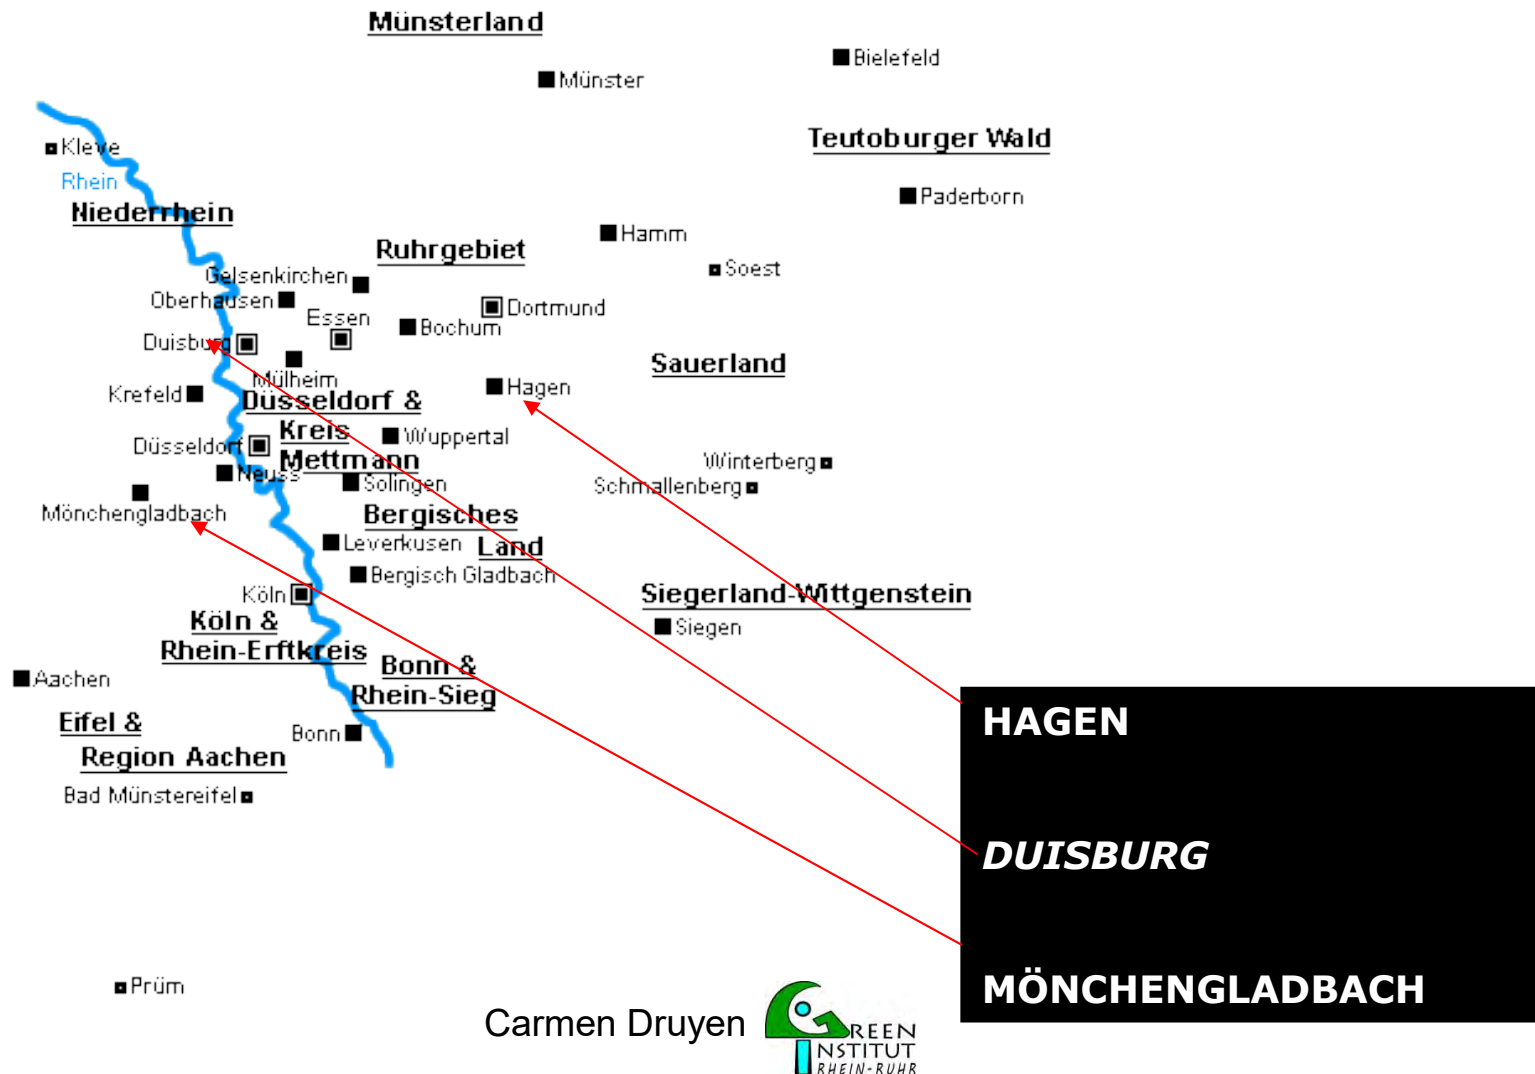 Münsterland
Bielefeld
Münster
Teutoburger Wald
Kleve
Rhein
Paderborn
Niederrhein
Hamm
Ruhrgebiet
Soest
Gelsenkirchen
Oberhausen
Dortmund
Essen
Bochum
Duisburg
Sauerland
Mülheim
Hagen
Krefeld
Düsseldorf &
Kreis
Mettmann
Wuppertal
Düsseldorf
Winterberg
Neuss
Solingen
Schmallenberg
Mönchengladbach
Bergisches
Land
Leverkusen
Bergisch Gladbach
Köln
Siegerland-Wittgenstein
Köln &
Rhein-Erftkreis
Siegen
Bonn &
Rhein-Sieg
Aachen
Eifel &
Region Aachen
Bonn
Bad Münstereifel
HAGEN
DUISBURG
MÖNCHENGLADBACH
Prüm
Carmen Druyen
GREEN
INSTITUT
RHEIN-RUHR